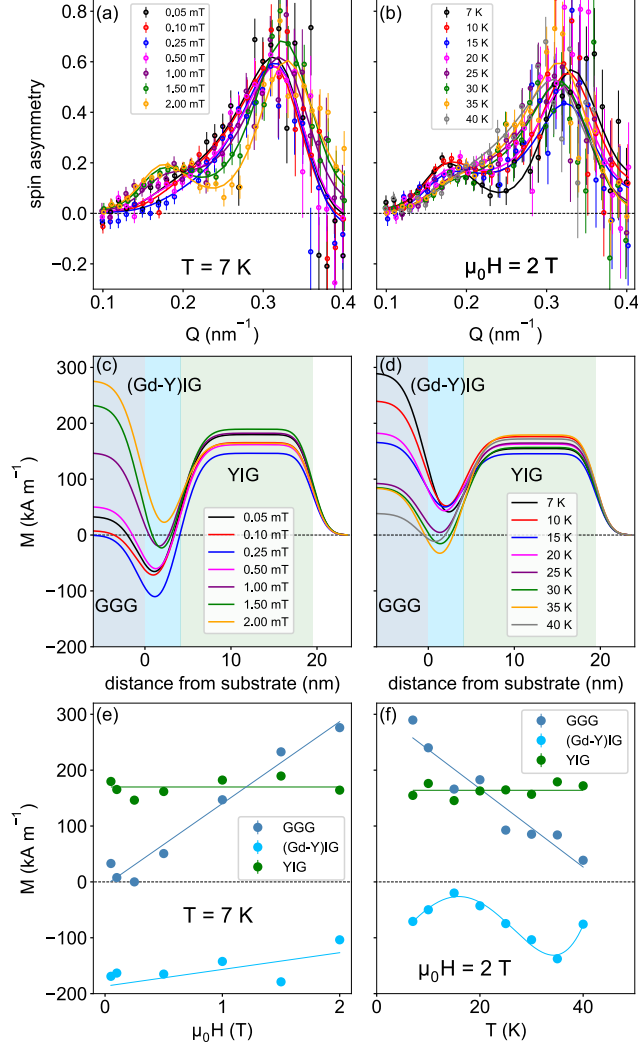 (a)
0.05 mT
0.10 mT
0.25 mT
0.50 mT
1.00 mT
1.50 mT
2.00 mT
T = 7 K
spin asymmetry
0.8
0.6
0.4
0.2
0.0
−0.2
0.1 0.2 0.3 0.4
Q (nm⁻¹)
(b)
7 K
10 K
15 K
20 K
25 K
30 K
35 K
40 K
μ₀H = 2 T
0.1 0.2 0.3 0.4
Q (nm⁻¹)
(c)
(Gd-Y)IG
YIG
GGG
0.05 mT
0.10 mT
0.25 mT
0.50 mT
1.00 mT
1.50 mT
2.00 mT
M (kA m⁻¹)
300
200
100
0
−100
−200
0 10 20
distance from substrate (nm)
(d)
(Gd-Y)IG
YIG
GGG
7 K
10 K
15 K
20 K
25 K
30 K
35 K
40 K
0 10 20
distance from substrate (nm)
(e)
GGG
(Gd-Y)IG
YIG
T = 7 K
M (kA m⁻¹)
300
200
100
0
−100
−200
0 1 2
μ₀H (T)
(f)
GGG
(Gd-Y)IG
YIG
μ₀H = 2 T
0 20 40
T (K)